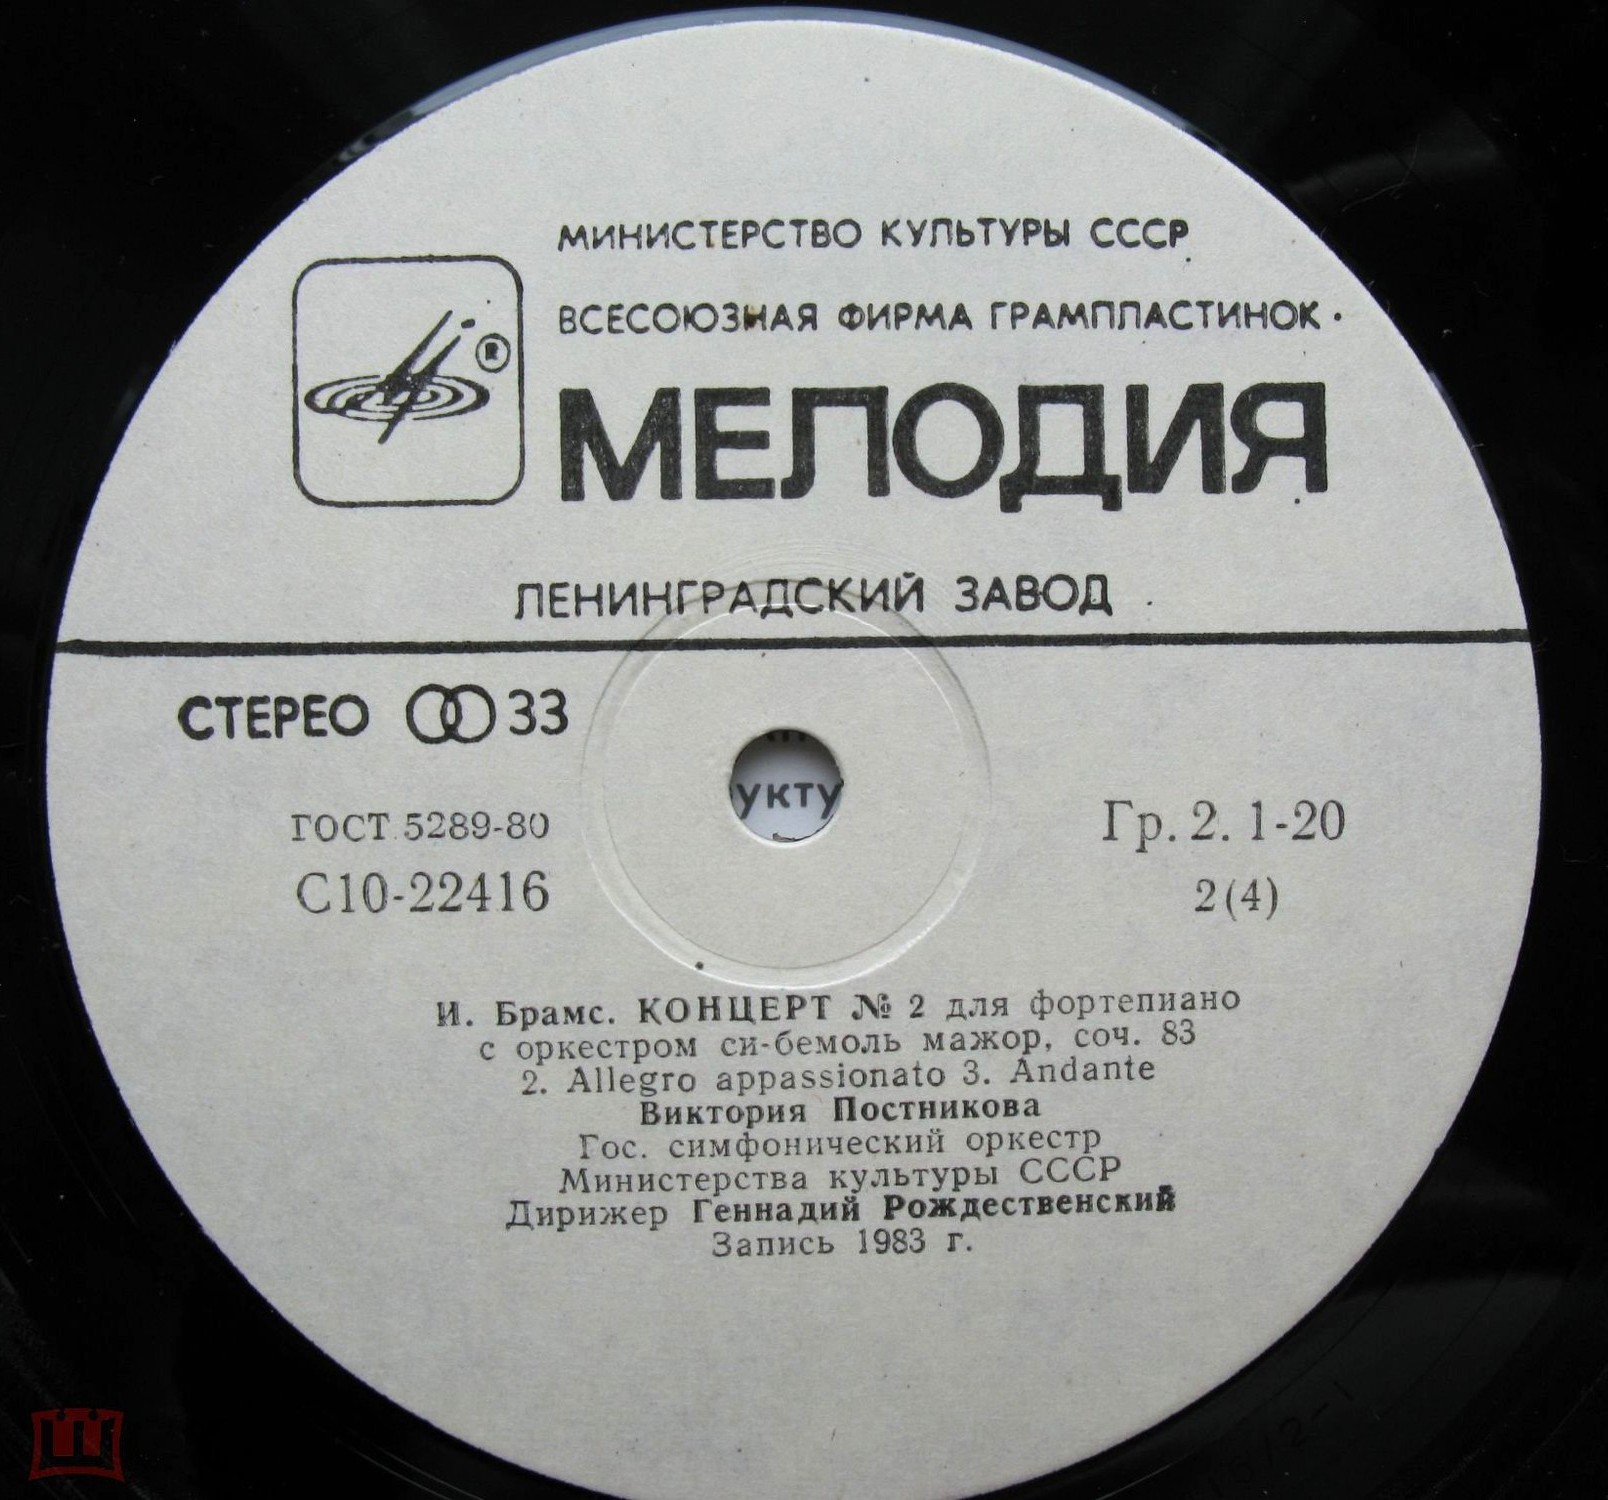 МИНИСТЕРСТВО КУЛЬТУРЫ СССР
ВСЕСОЮЗНАЯ ФИРМА ГРАМПЛАСТИНОК
®
МЕЛОДИЯ
ЛЕНИНГРАДСКИЙ ЗАВОД
СТЕРЕО 33
укту
ГОСТ 5289-80
Гр. 2. 1-20
С10-22416
2(4)
И. Брамс. КОНЦЕРТ № 2 для фортепиано
с оркестром си-бемоль мажор, соч. 83
2. Allegro appassionato 3. Andante
Виктория Постникова
Гос. симфонический оркестр
Министерства культуры СССР
Дирижер Геннадий Рождественский
Запись 1983 г.